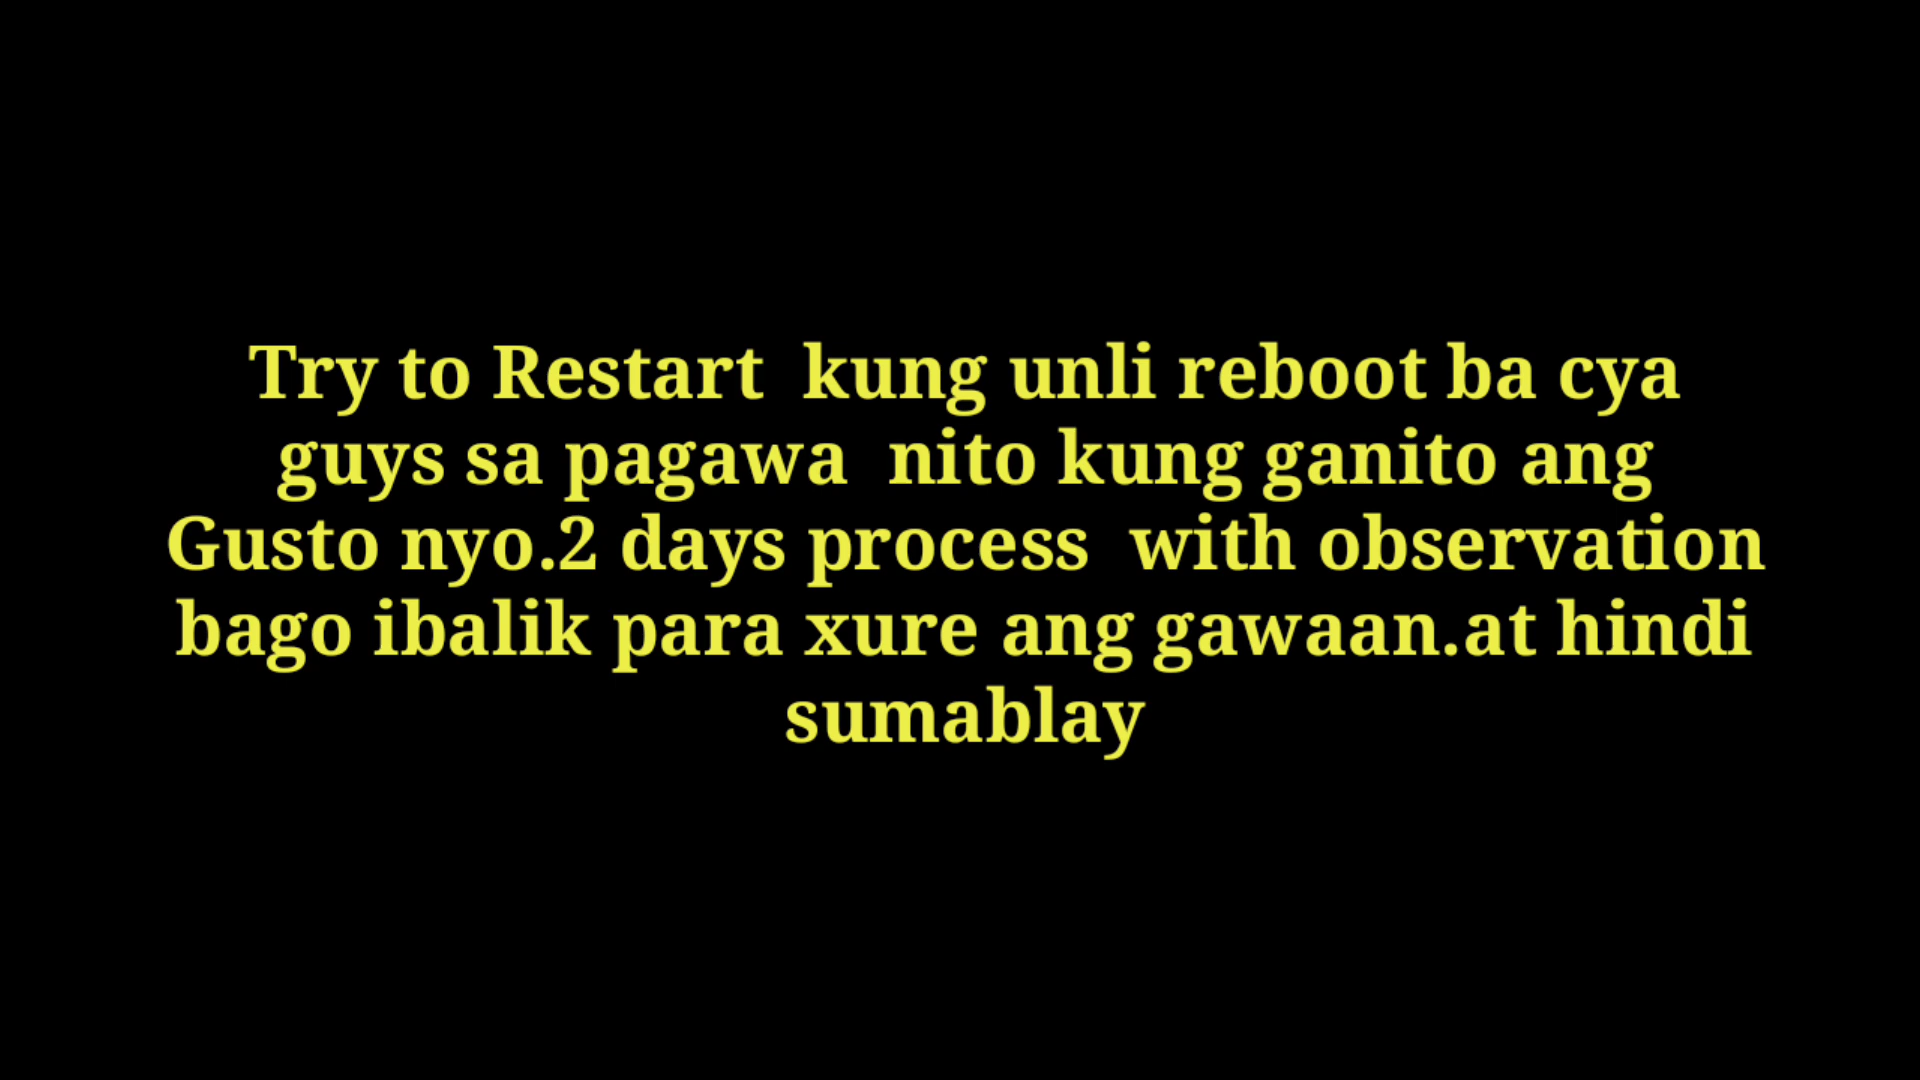 Try to Restart  kung unli reboot ba cya
guys sa pagawa  nito kung ganito ang
Gusto nyo.2 days process  with observation
bago ibalik para xure ang gawaan.at hindi
sumablay